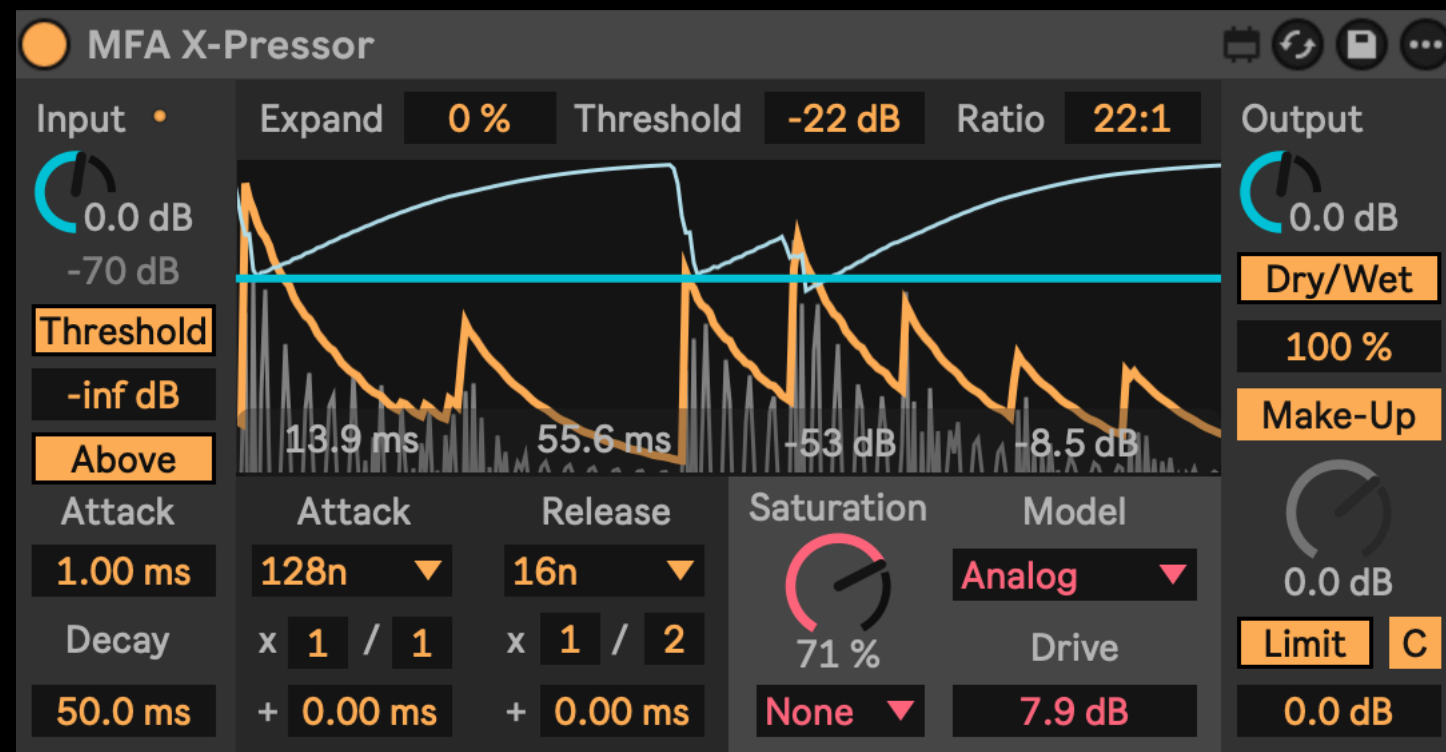 MFA X-Pressor
Input Expand 0 % Threshold -22 dB Ratio 22:1 Output
0.0 dB 0.0 dB
-70 dB Dry/Wet
Threshold 100 %
-inf dB Make-Up
Above 13.9 ms 55.6 ms -53 dB -8.5 dB
Attack Attack Release Saturation Model
1.00 ms 128n 16n Analog 0.0 dB
Decay x 1 / 1 x 1 / 2 71 % Drive Limit C
50.0 ms + 0.00 ms + 0.00 ms None 7.9 dB 0.0 dB